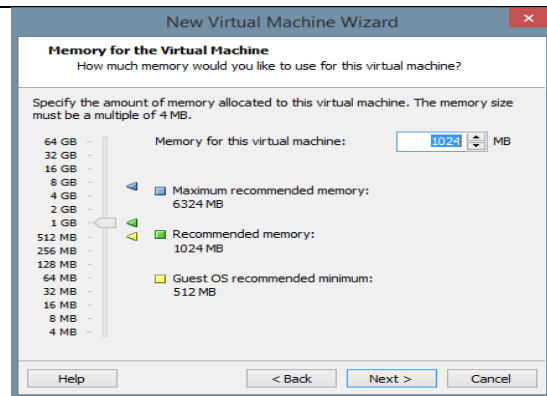 New Virtual Machine Wizard
Memory for the Virtual Machine
How much memory would you like to use for this virtual machine?
Specify the amount of memory allocated to this virtual machine. The memory size
must be a multiple of 4 MB.
Memory for this virtual machine: 1024 MB
64 GB
32 GB
16 GB
8 GB
4 GB
2 GB
1 GB
512 MB
256 MB
128 MB
64 MB
32 MB
16 MB
8 MB
4 MB
Maximum recommended memory:
6324 MB
Recommended memory:
1024 MB
Guest OS recommended minimum:
512 MB
Help
< Back
Next >
Cancel